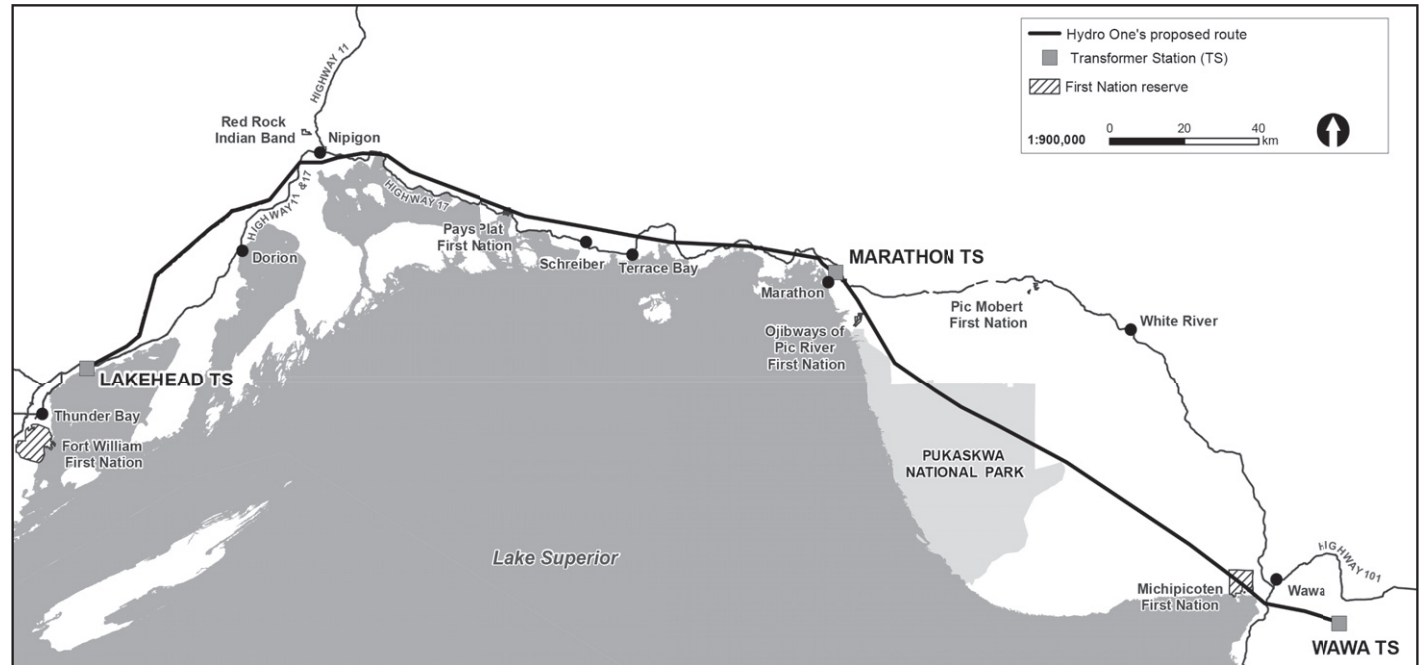 Hydro One's proposed route
Transformer Station (TS)
First Nation reserve
0 20 40
1:900,000
km
HIGHWAY 11
Red Rock
Indian Band
Nipigon
HIGHWAY 17
HIGHWAY 11 &17
Pays Plat
First Nation
Dorion
Schreiber
Terrace Bay
MARATHON TS
Marathon
Pic Mobert
First Nation
White River
Ojibways of
Pic River
First Nation
LAKEHEAD TS
Thunder Bay
Fort William
First Nation
PUKASKWA
NATIONAL PARK
Lake Superior
HIGHWAY 101
Michipicoten
First Nation
Wawa
WAWA TS